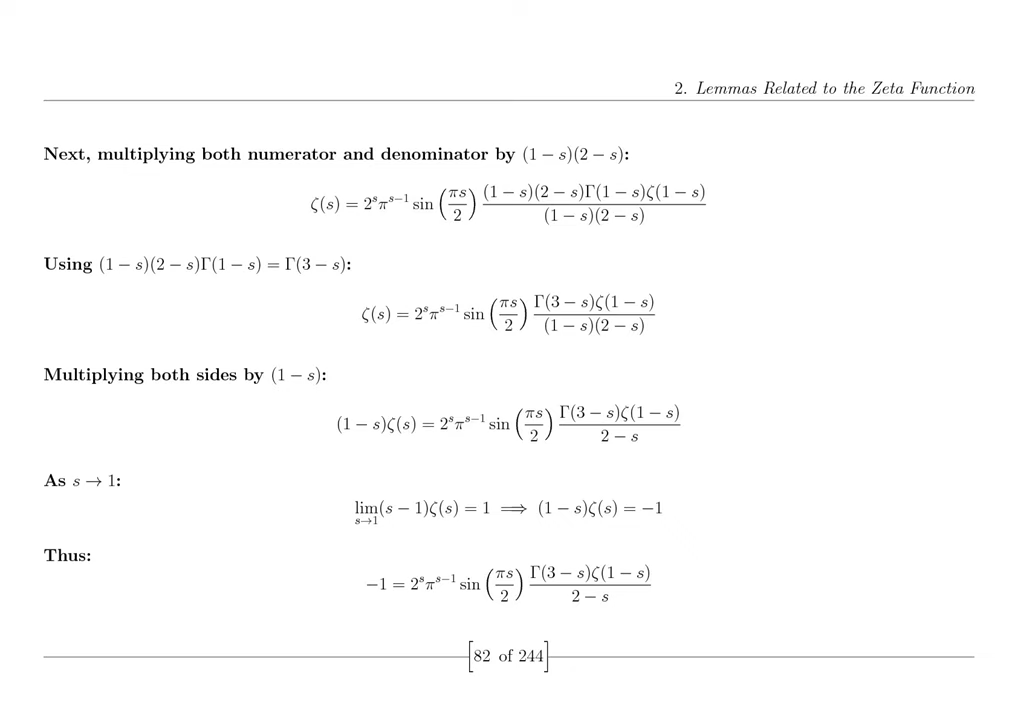 2. Lemmas Related to the Zeta Function
Next, multiplying both numerator and denominator by (1 − s)(2 − s):
ζ(s) = 2^s π^{s−1} sin(πs/2) (1 − s)(2 − s)Γ(1 − s)ζ(1 − s) / (1 − s)(2 − s)
Using (1 − s)(2 − s)Γ(1 − s) = Γ(3 − s):
ζ(s) = 2^s π^{s−1} sin(πs/2) Γ(3 − s)ζ(1 − s) / (1 − s)(2 − s)
Multiplying both sides by (1 − s):
(1 − s)ζ(s) = 2^s π^{s−1} sin(πs/2) Γ(3 − s)ζ(1 − s) / 2 − s
As s → 1:
lim_{s→1}(s − 1)ζ(s) = 1 ⟹ (1 − s)ζ(s) = −1
Thus:
−1 = 2^s π^{s−1} sin(πs/2) Γ(3 − s)ζ(1 − s) / 2 − s
[82 of 244]